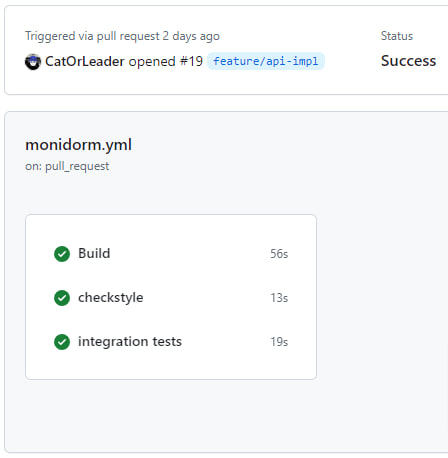 Triggered via pull request 2 days ago
Status
CatOrLeader opened #19 feature/api-impl
Success
monidorm.yml
on: pull_request
Build 56s
checkstyle 13s
integration tests 19s